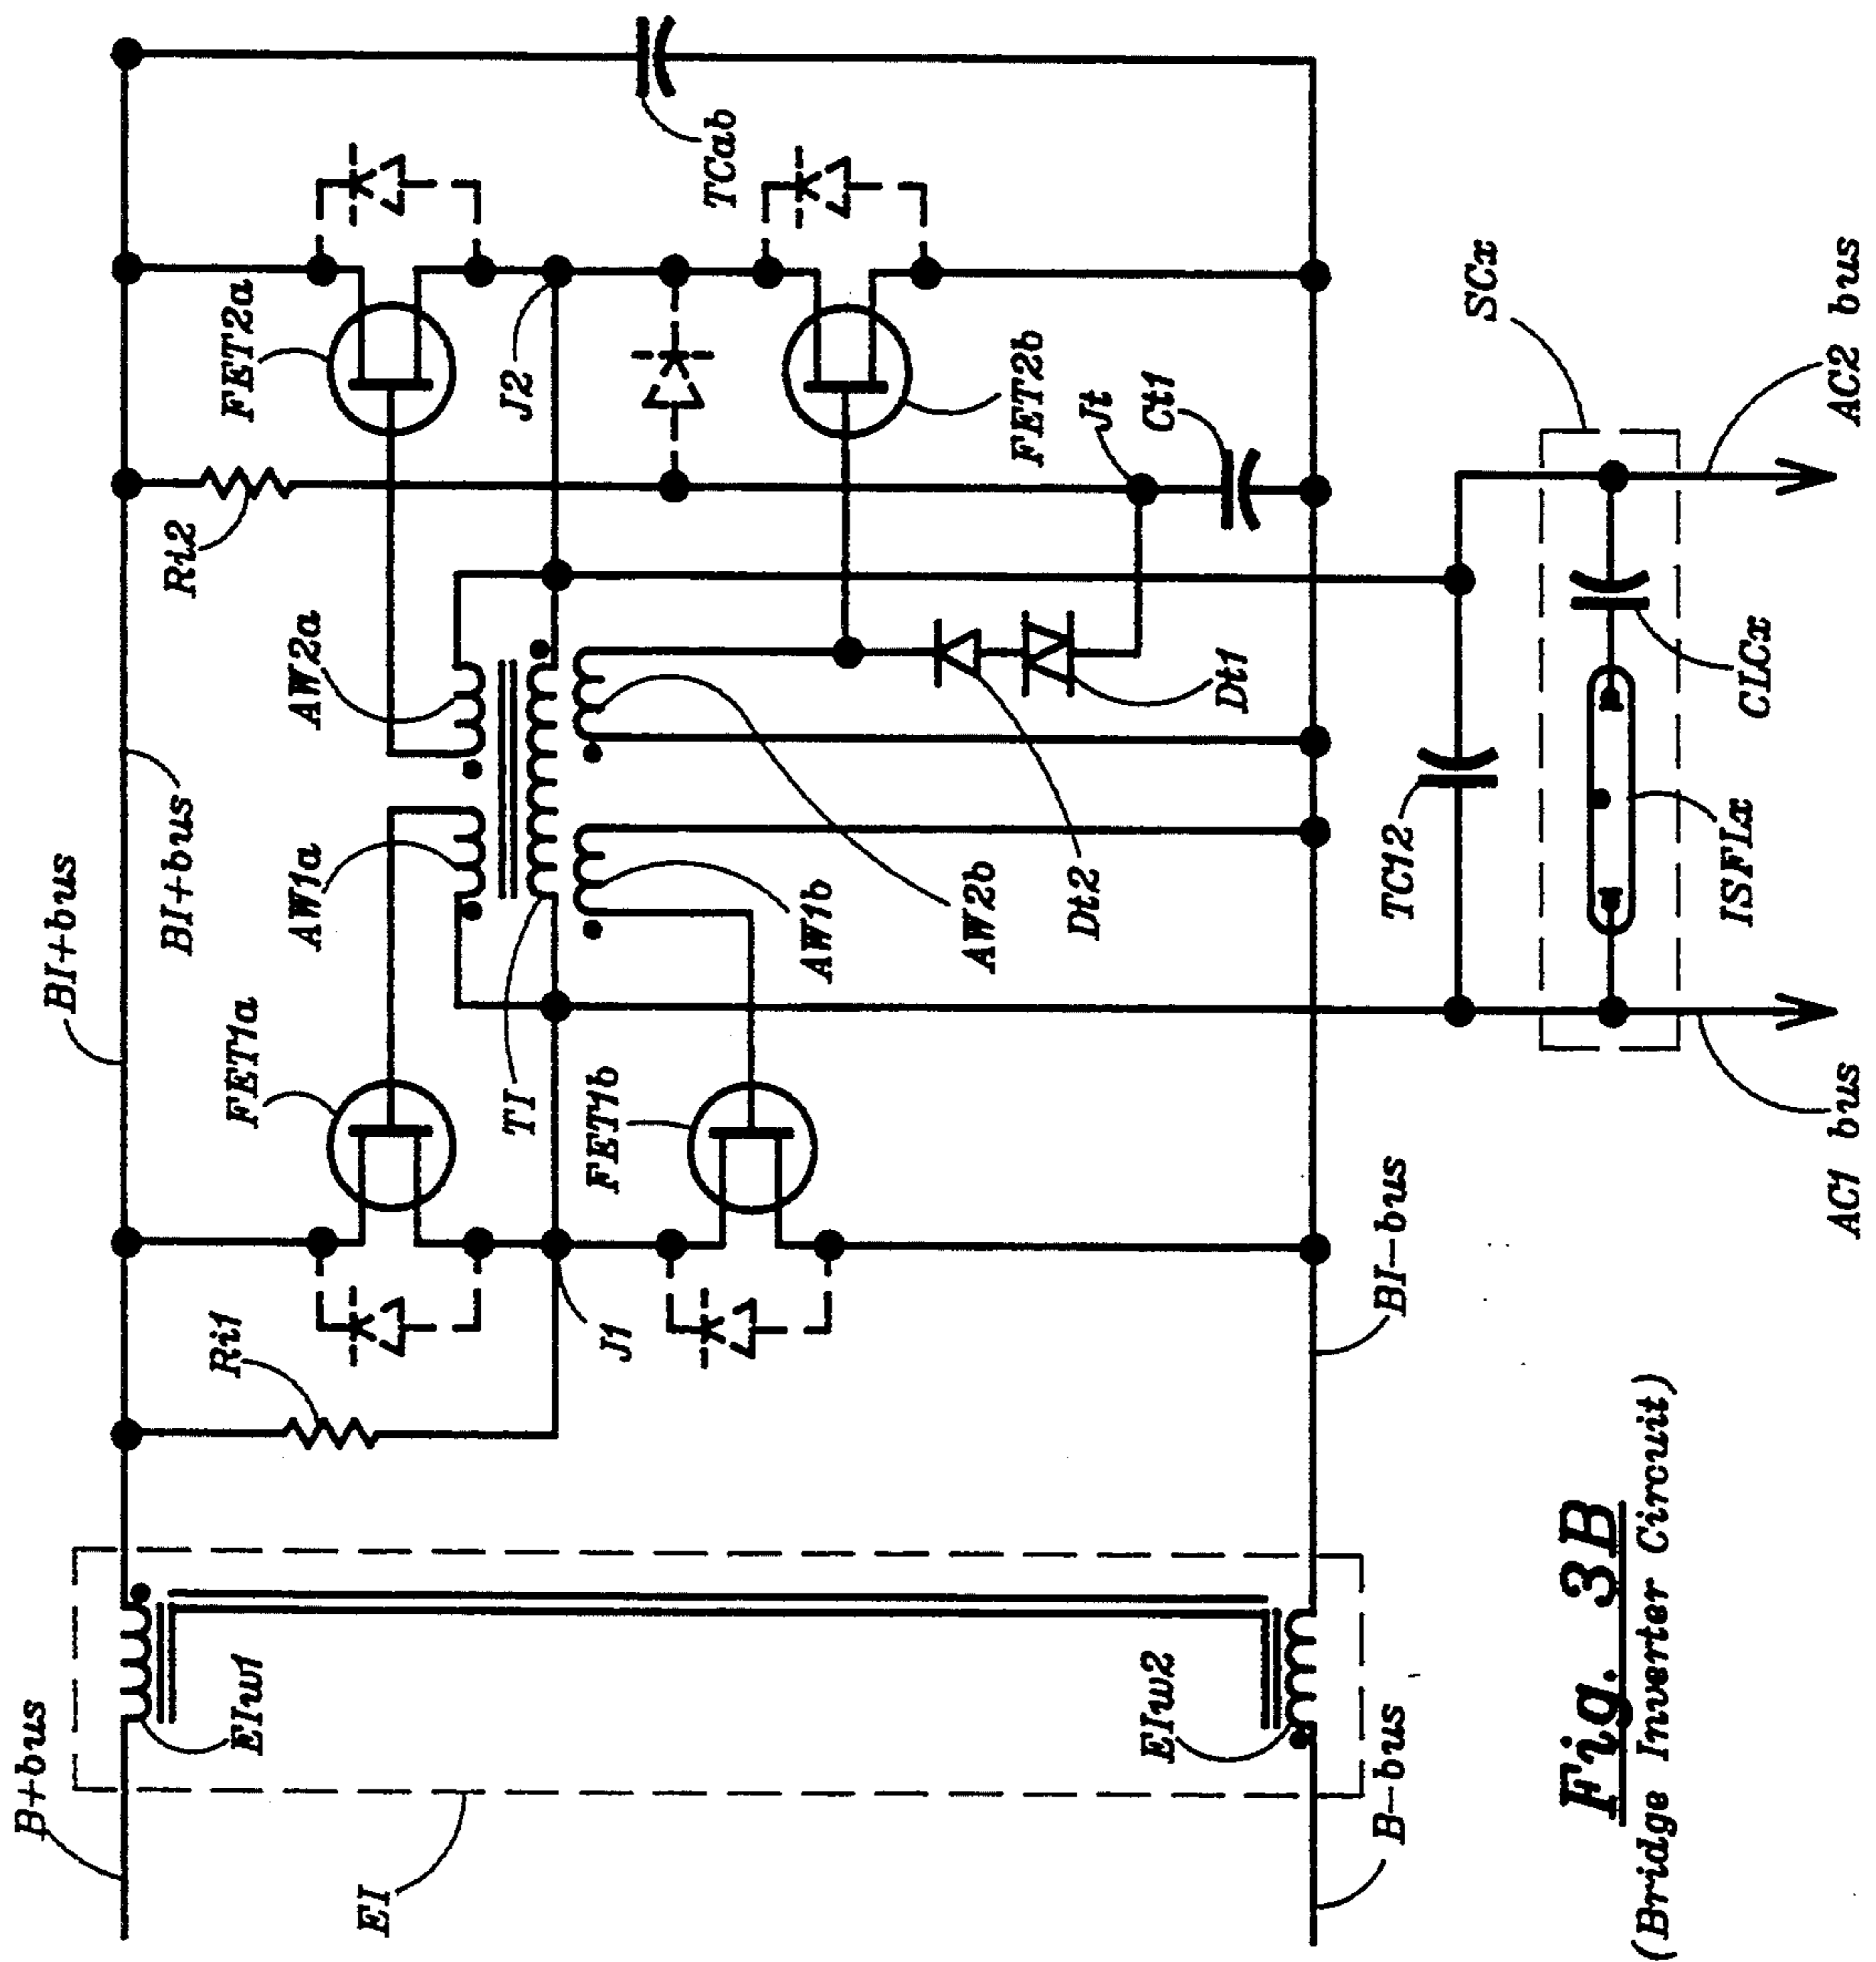 B+bus
EI
EIw1
EIw2
B-bus
BI+bus
BI+bus
Ri1
J1
FET1a
FET1b
TI
AW1a
AW1b
AW2a
AW2b
Dt2
Dt1
Ri2
FET2a
J2
FET2b
Jt
Ct1
TCab
BI-bus
TC12
SCx
CLCx
ISFLx
AC1 bus
AC2 bus
Fig. 3B
(Bridge Inverter Circuit)